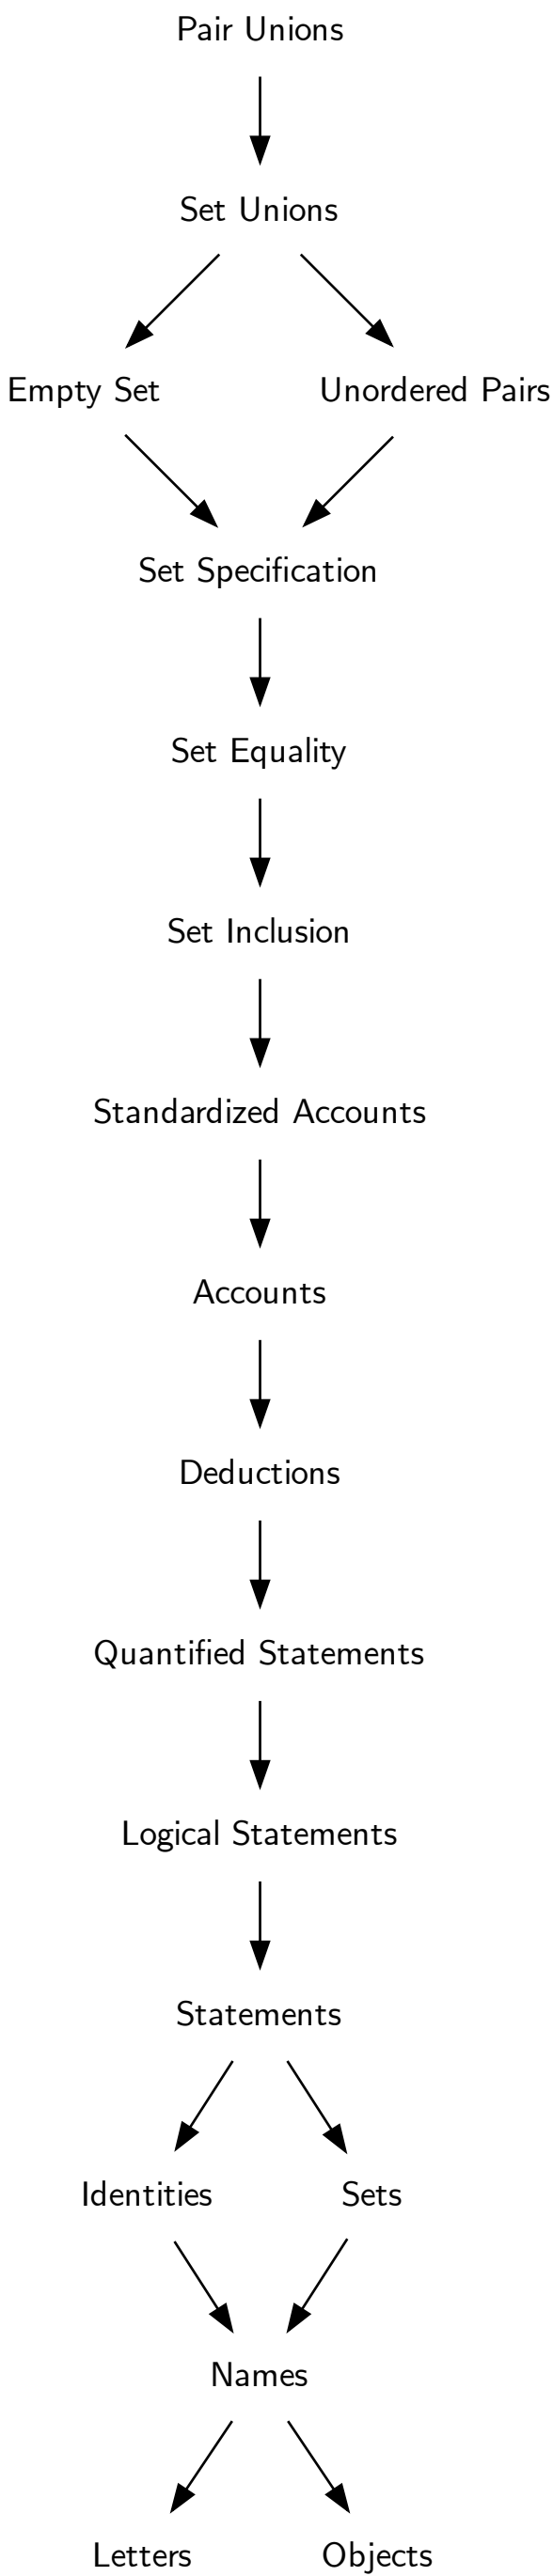 Pair Unions
Set Unions
Empty Set
Unordered Pairs
Set Specification
Set Equality
Set Inclusion
Standardized Accounts
Accounts
Deductions
Quantified Statements
Logical Statements
Statements
Identities
Sets
Names
Letters
Objects